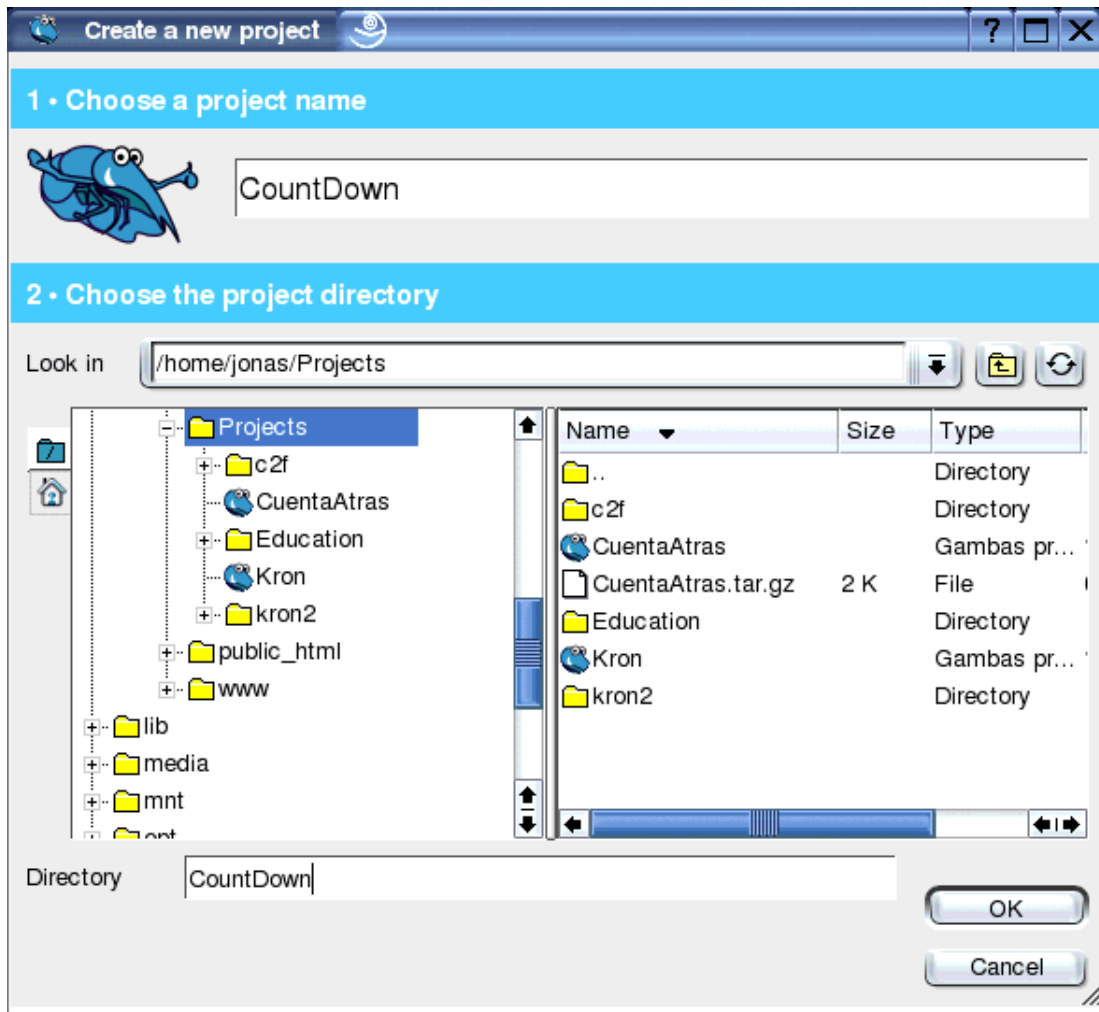 Create a new project
1 • Choose a project name
CountDown
2 • Choose the project directory
Look in /home/jonas/Projects
Projects
c2f
CuentaAtras
Education
Kron
kron2
public_html
www
lib
media
mnt
opt
Name Size Type
.. Directory
c2f Directory
CuentaAtras Gambas pr...
CuentaAtras.tar.gz 2 K File
Education Directory
Kron Gambas pr...
kron2 Directory
Directory CountDown
OK
Cancel